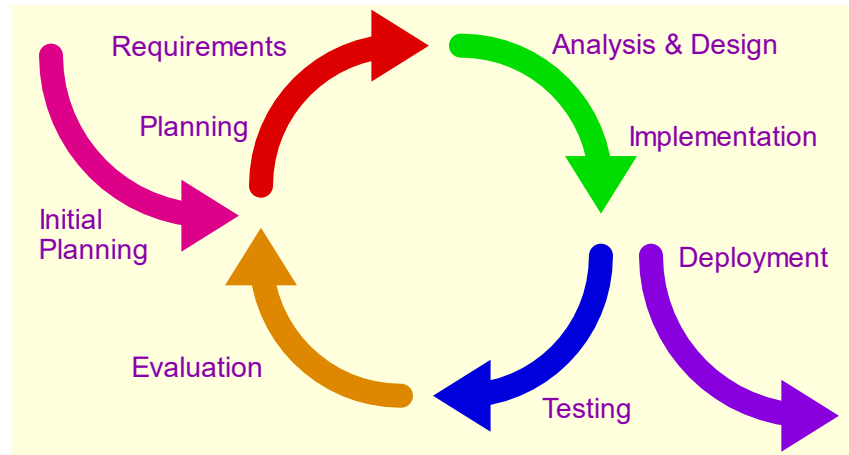 Requirements
Analysis & Design
Planning
Implementation
Initial
Planning
Deployment
Evaluation
Testing